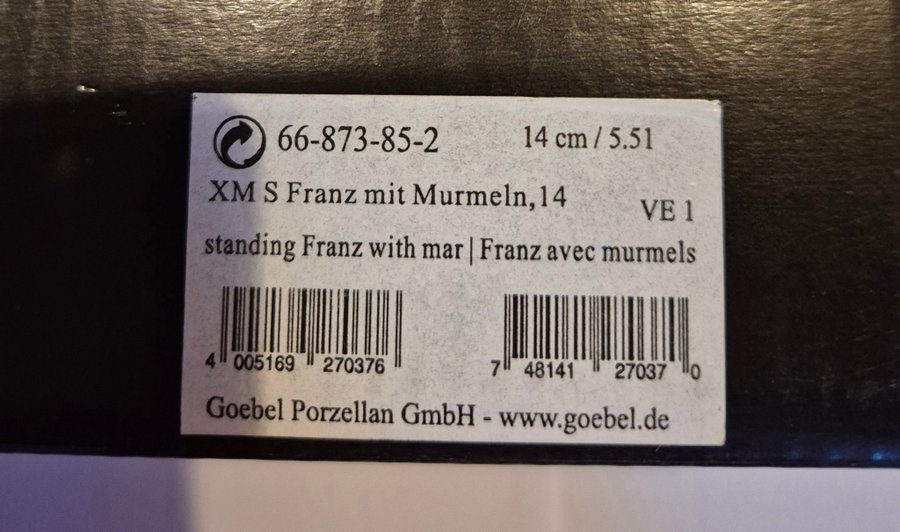 66-873-85-2 14 cm / 5.51
XM S Franz mit Murmeln,14 VE 1
standing Franz with mar | Franz avec murmels
4 005169 270376 7 48141 27037 0
Goebel Porzellan GmbH - www.goebel.de